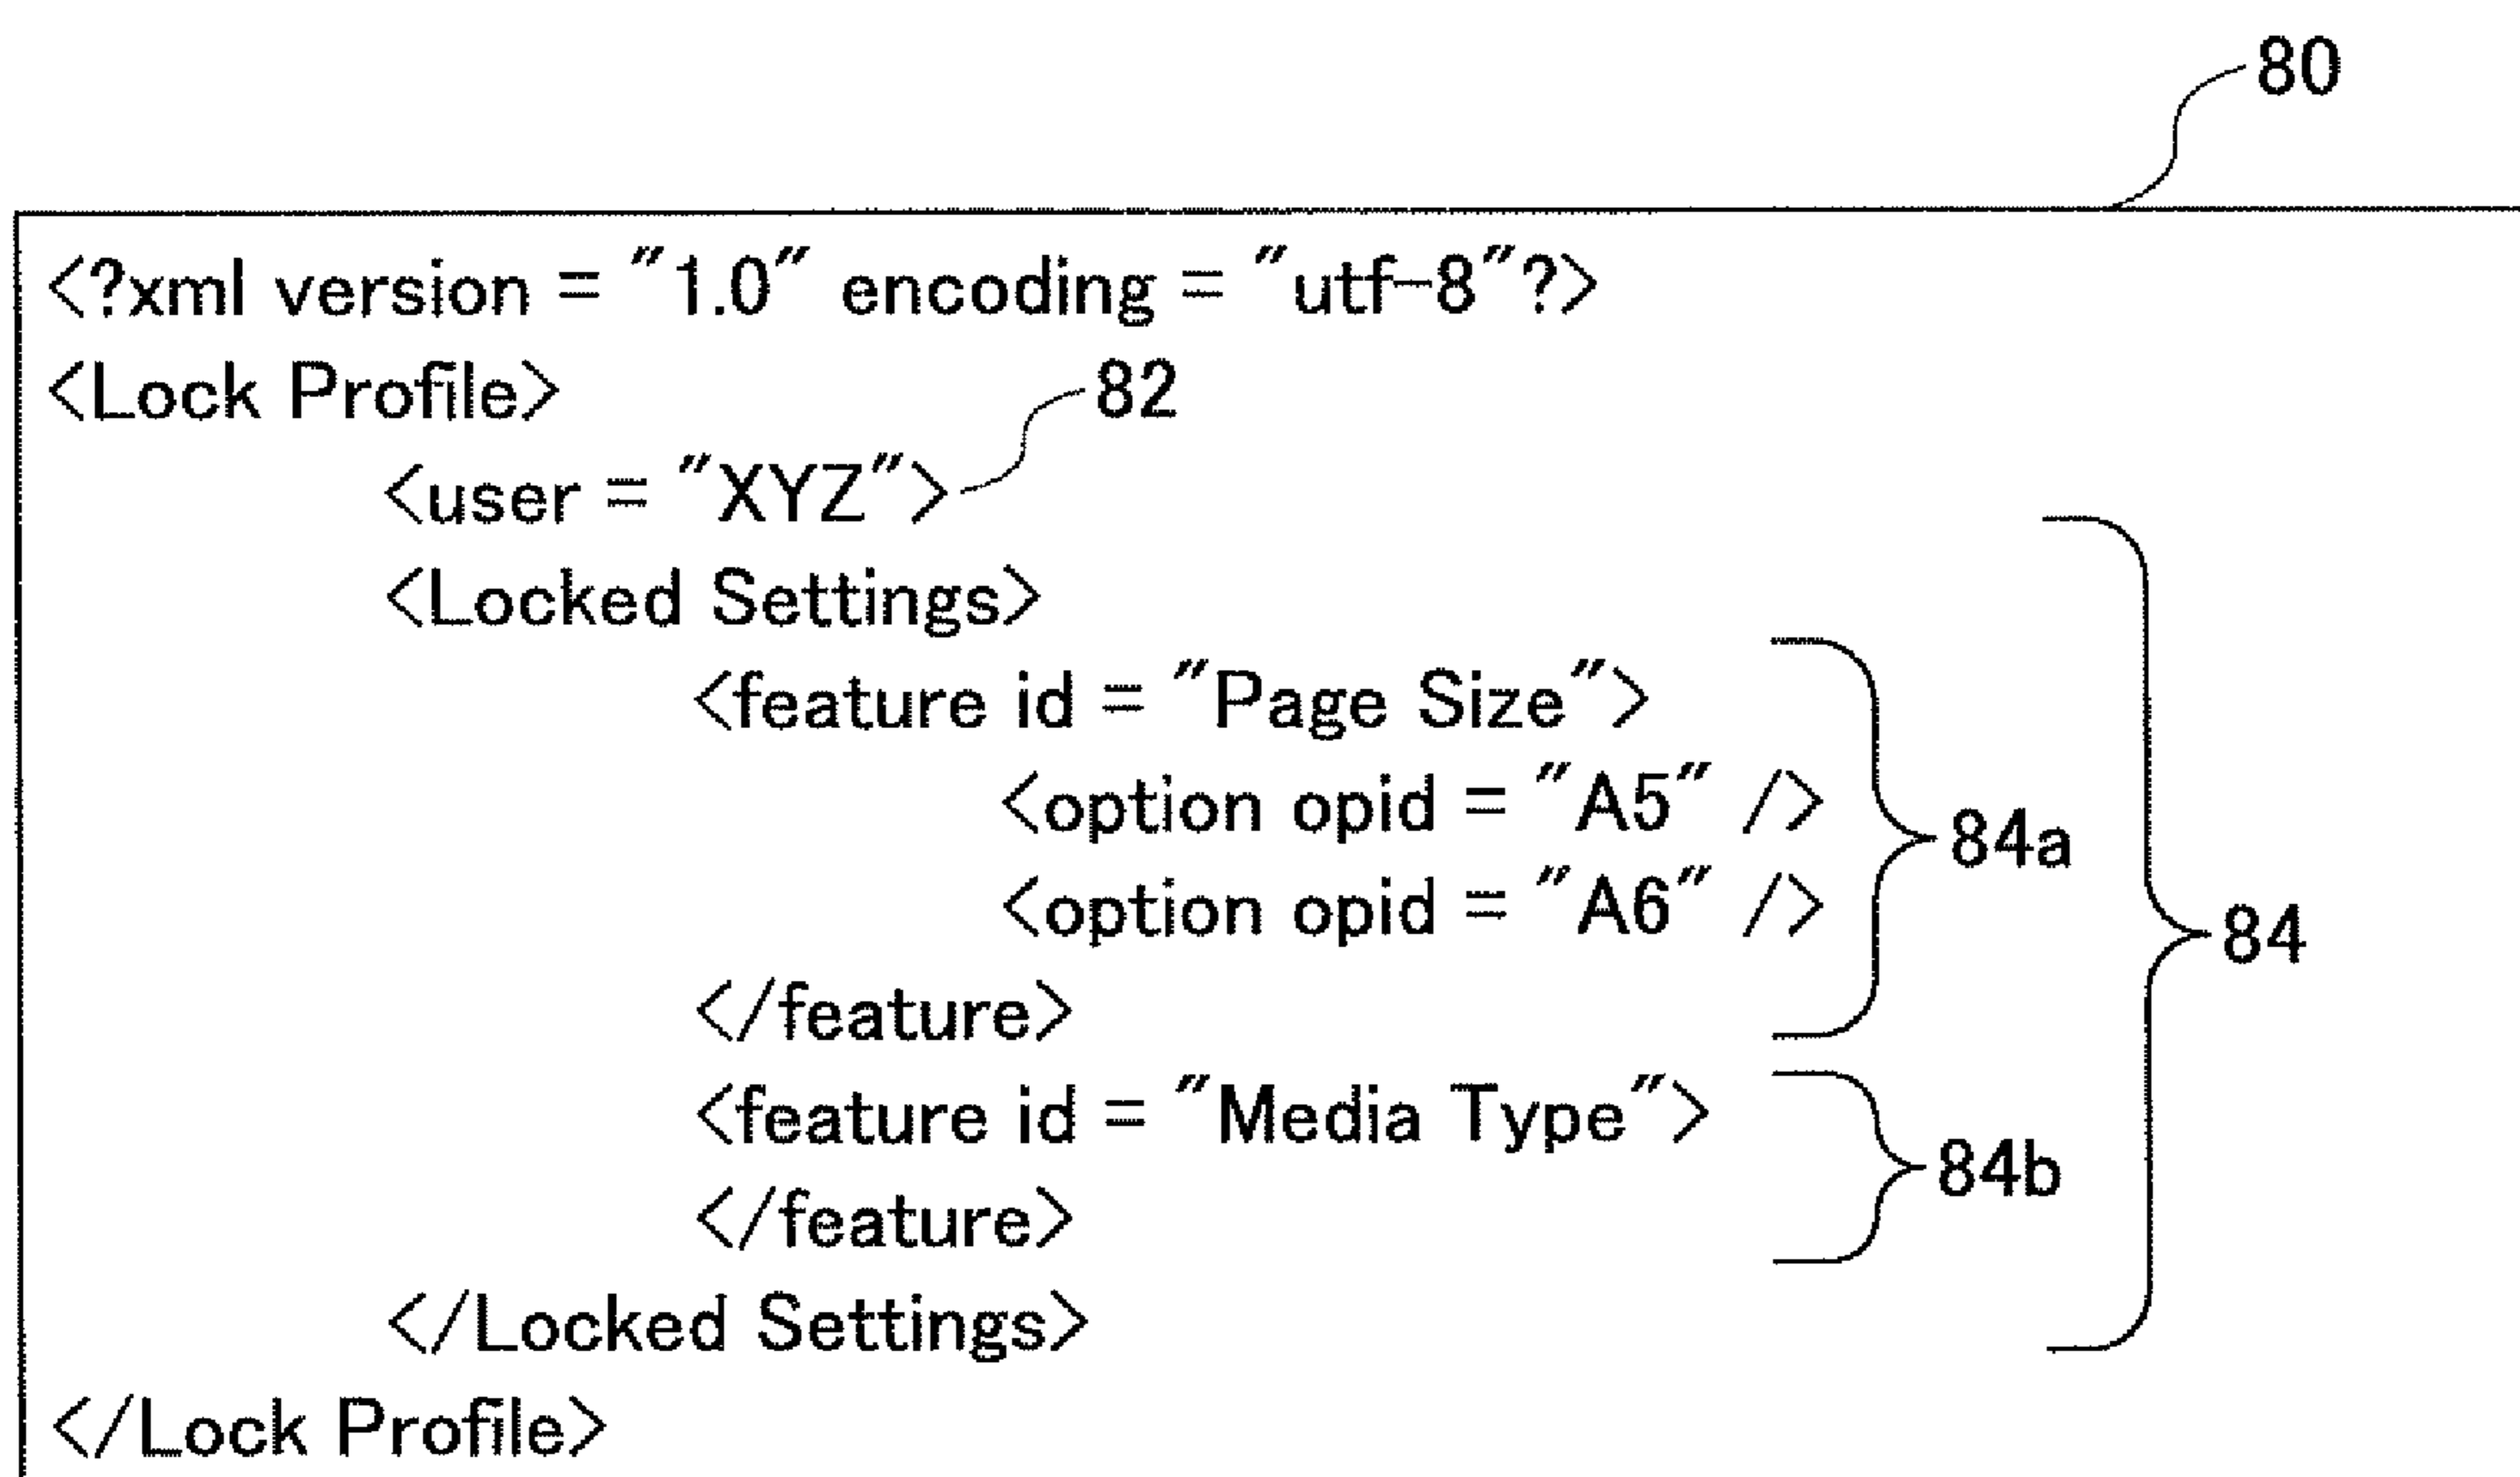 80
<?xml version = "1.0" encoding = "utf-8"?>
<Lock Profile>
82
<user = "XYZ">
<Locked Settings>
<feature id = "Page Size">
<option opid = "A5" />
84a
<option opid = "A6" />
84
</feature>
<feature id = "Media Type">
84b
</feature>
</Locked Settings>
</Lock Profile>